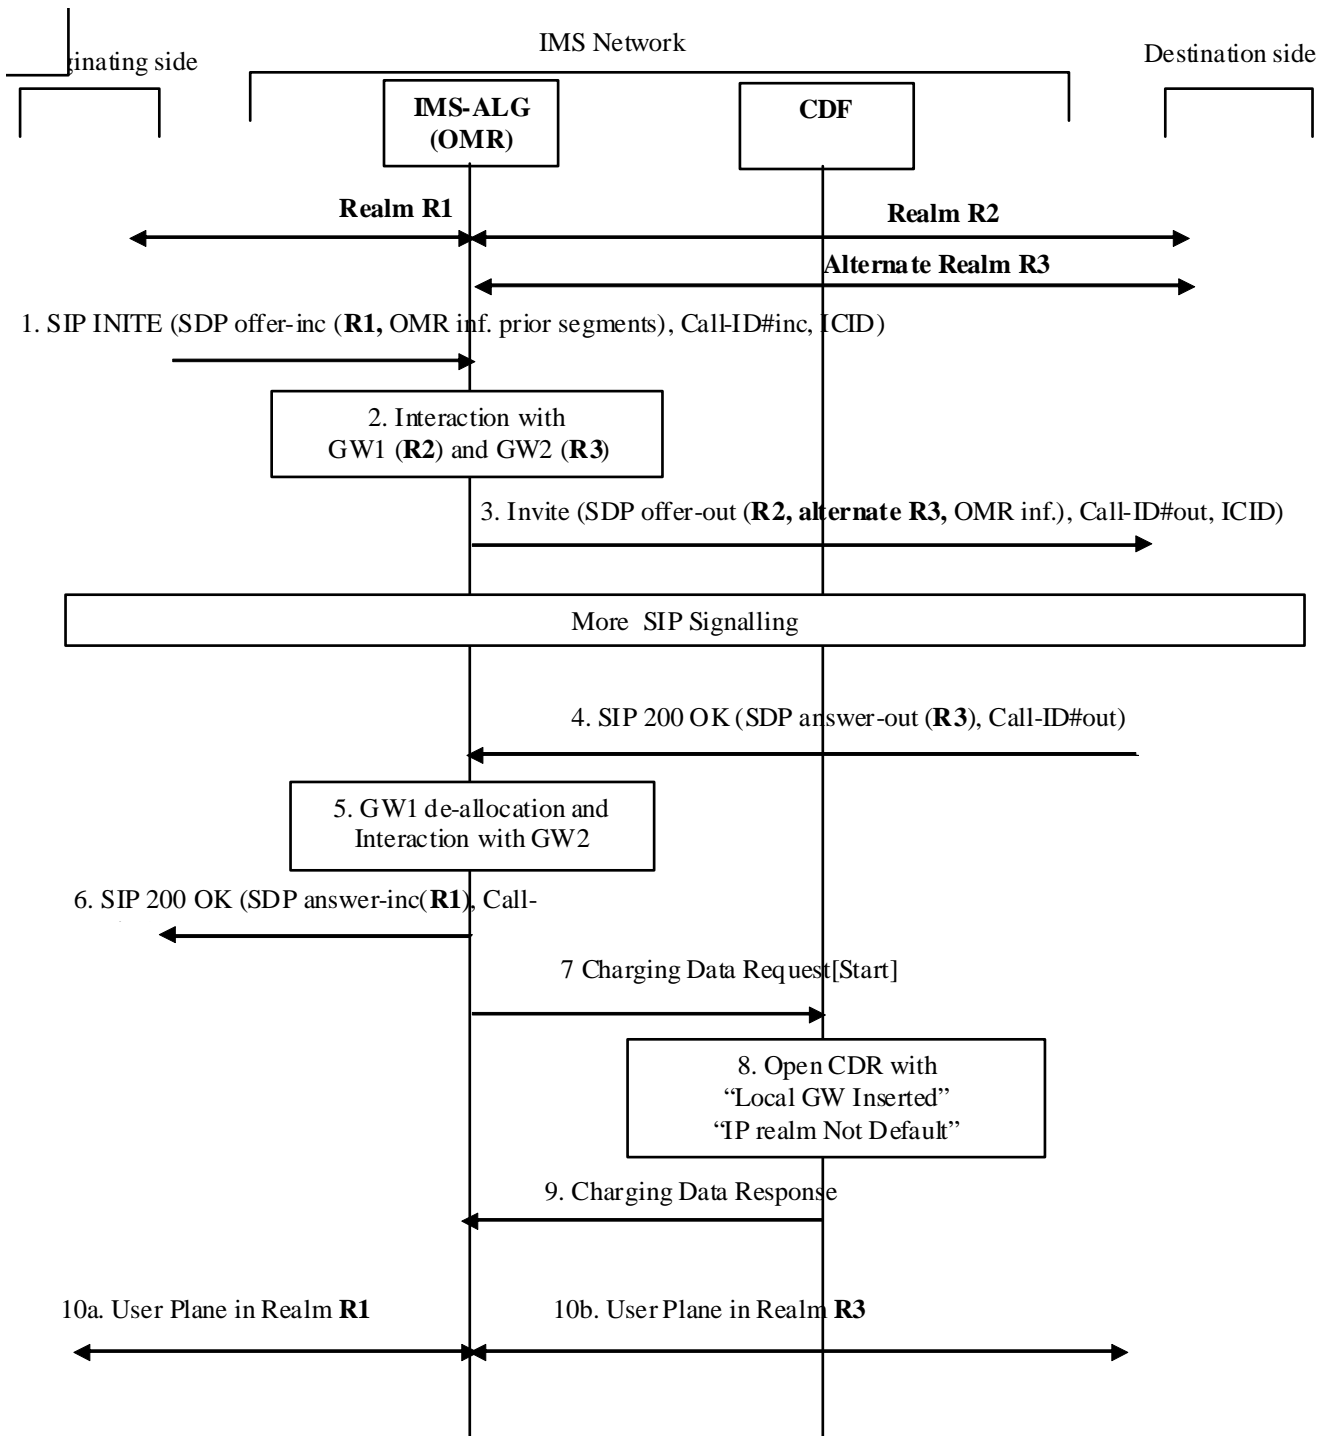 IMS Network
ginating side
Destination side
IMS-ALG
(OMR)
CDF
Realm R1
Realm R2
Alternate Realm R3
1. SIP INITE (SDP offer-inc (R1, OMR inf. prior segments), Call-ID#inc, ICID)
2. Interaction with
GW1 (R2) and GW2 (R3)
3. Invite (SDP offer-out (R2, alternate R3, OMR inf.), Call-ID#out, ICID)
More SIP Signalling
4. SIP 200 OK (SDP answer-out (R3), Call-ID#out)
5. GW1 de-allocation and
Interaction with GW2
6. SIP 200 OK (SDP answer-inc(R1), Call-
7 Charging Data Request[Start]
8. Open CDR with
“Local GW Inserted”
“IP realm Not Default”
9. Charging Data Response
10a. User Plane in Realm R1
10b. User Plane in Realm R3